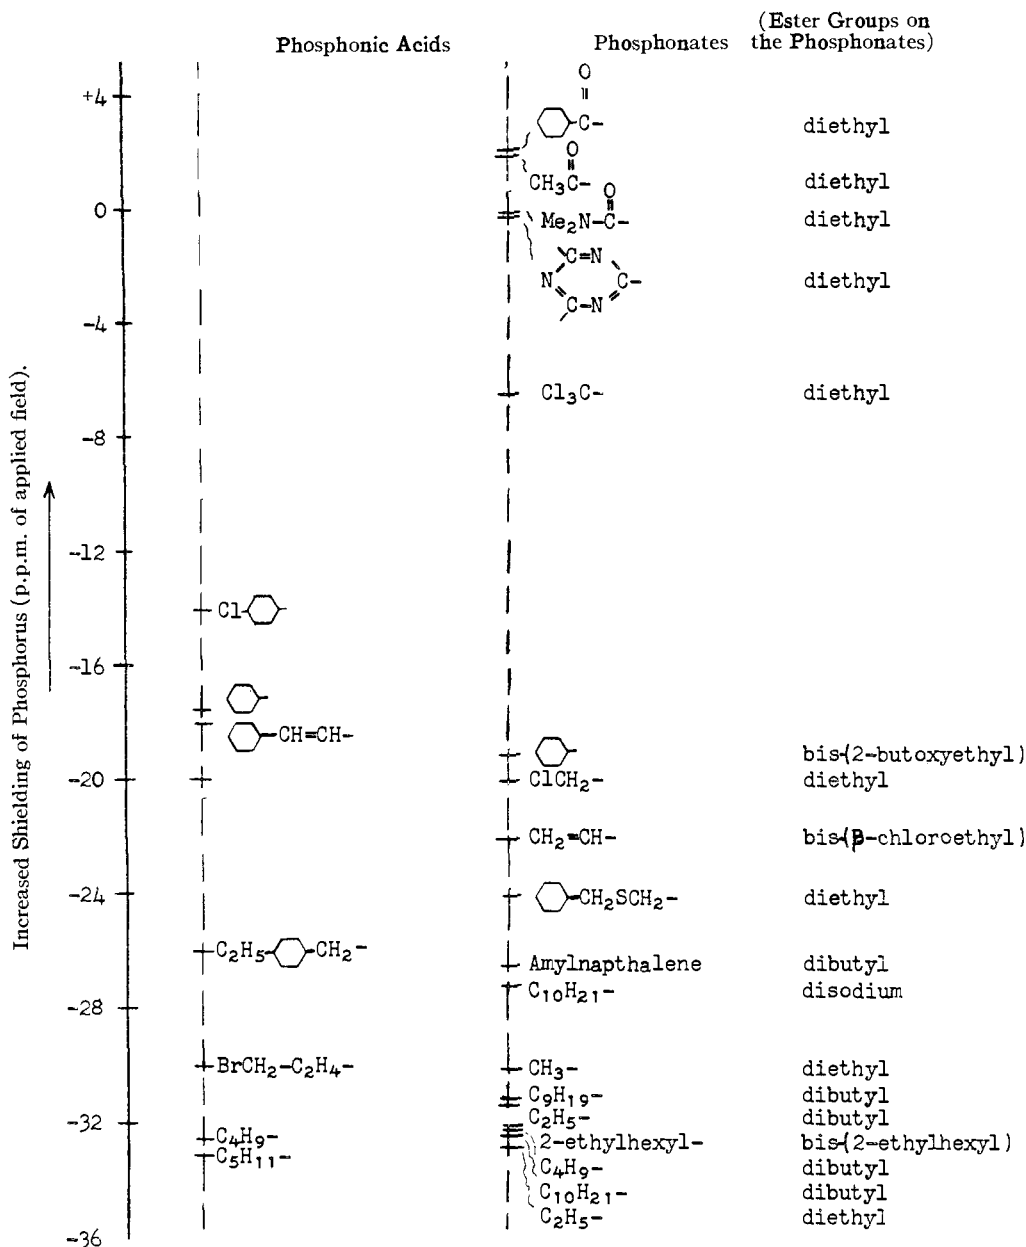 (Ester Groups on
Phosphonic Acids Phosphonates the Phosphonates)
+4
O
||
C- diethyl
O
||
CH₃C- diethyl
0
O
||
Me₂N-C- diethyl
C=N
N C- diethyl
C-N
-4
Cl₃C- diethyl
-8
-12
Cl- -
-16
-
-CH=CH-
- bis-(2-butoxyethyl)
-20 ClCH₂- diethyl
CH₂=CH- bis-(β-chloroethyl)
-24 -CH₂SCH₂- diethyl
C₂H₅- -CH₂-
Amylnapthalene dibutyl
C₁₀H₂₁- disodium
-28
BrCH₂-C₂H₄- CH₃- diethyl
C₉H₁₉- dibutyl
-32 C₂H₅- dibutyl
C₄H₉- 2-ethylhexyl- bis-(2-ethylhexyl)
C₅H₁₁- C₄H₉- dibutyl
C₁₀H₂₁- dibutyl
C₂H₅- diethyl
-36
Increased Shielding of Phosphorus (p.p.m. of applied field).